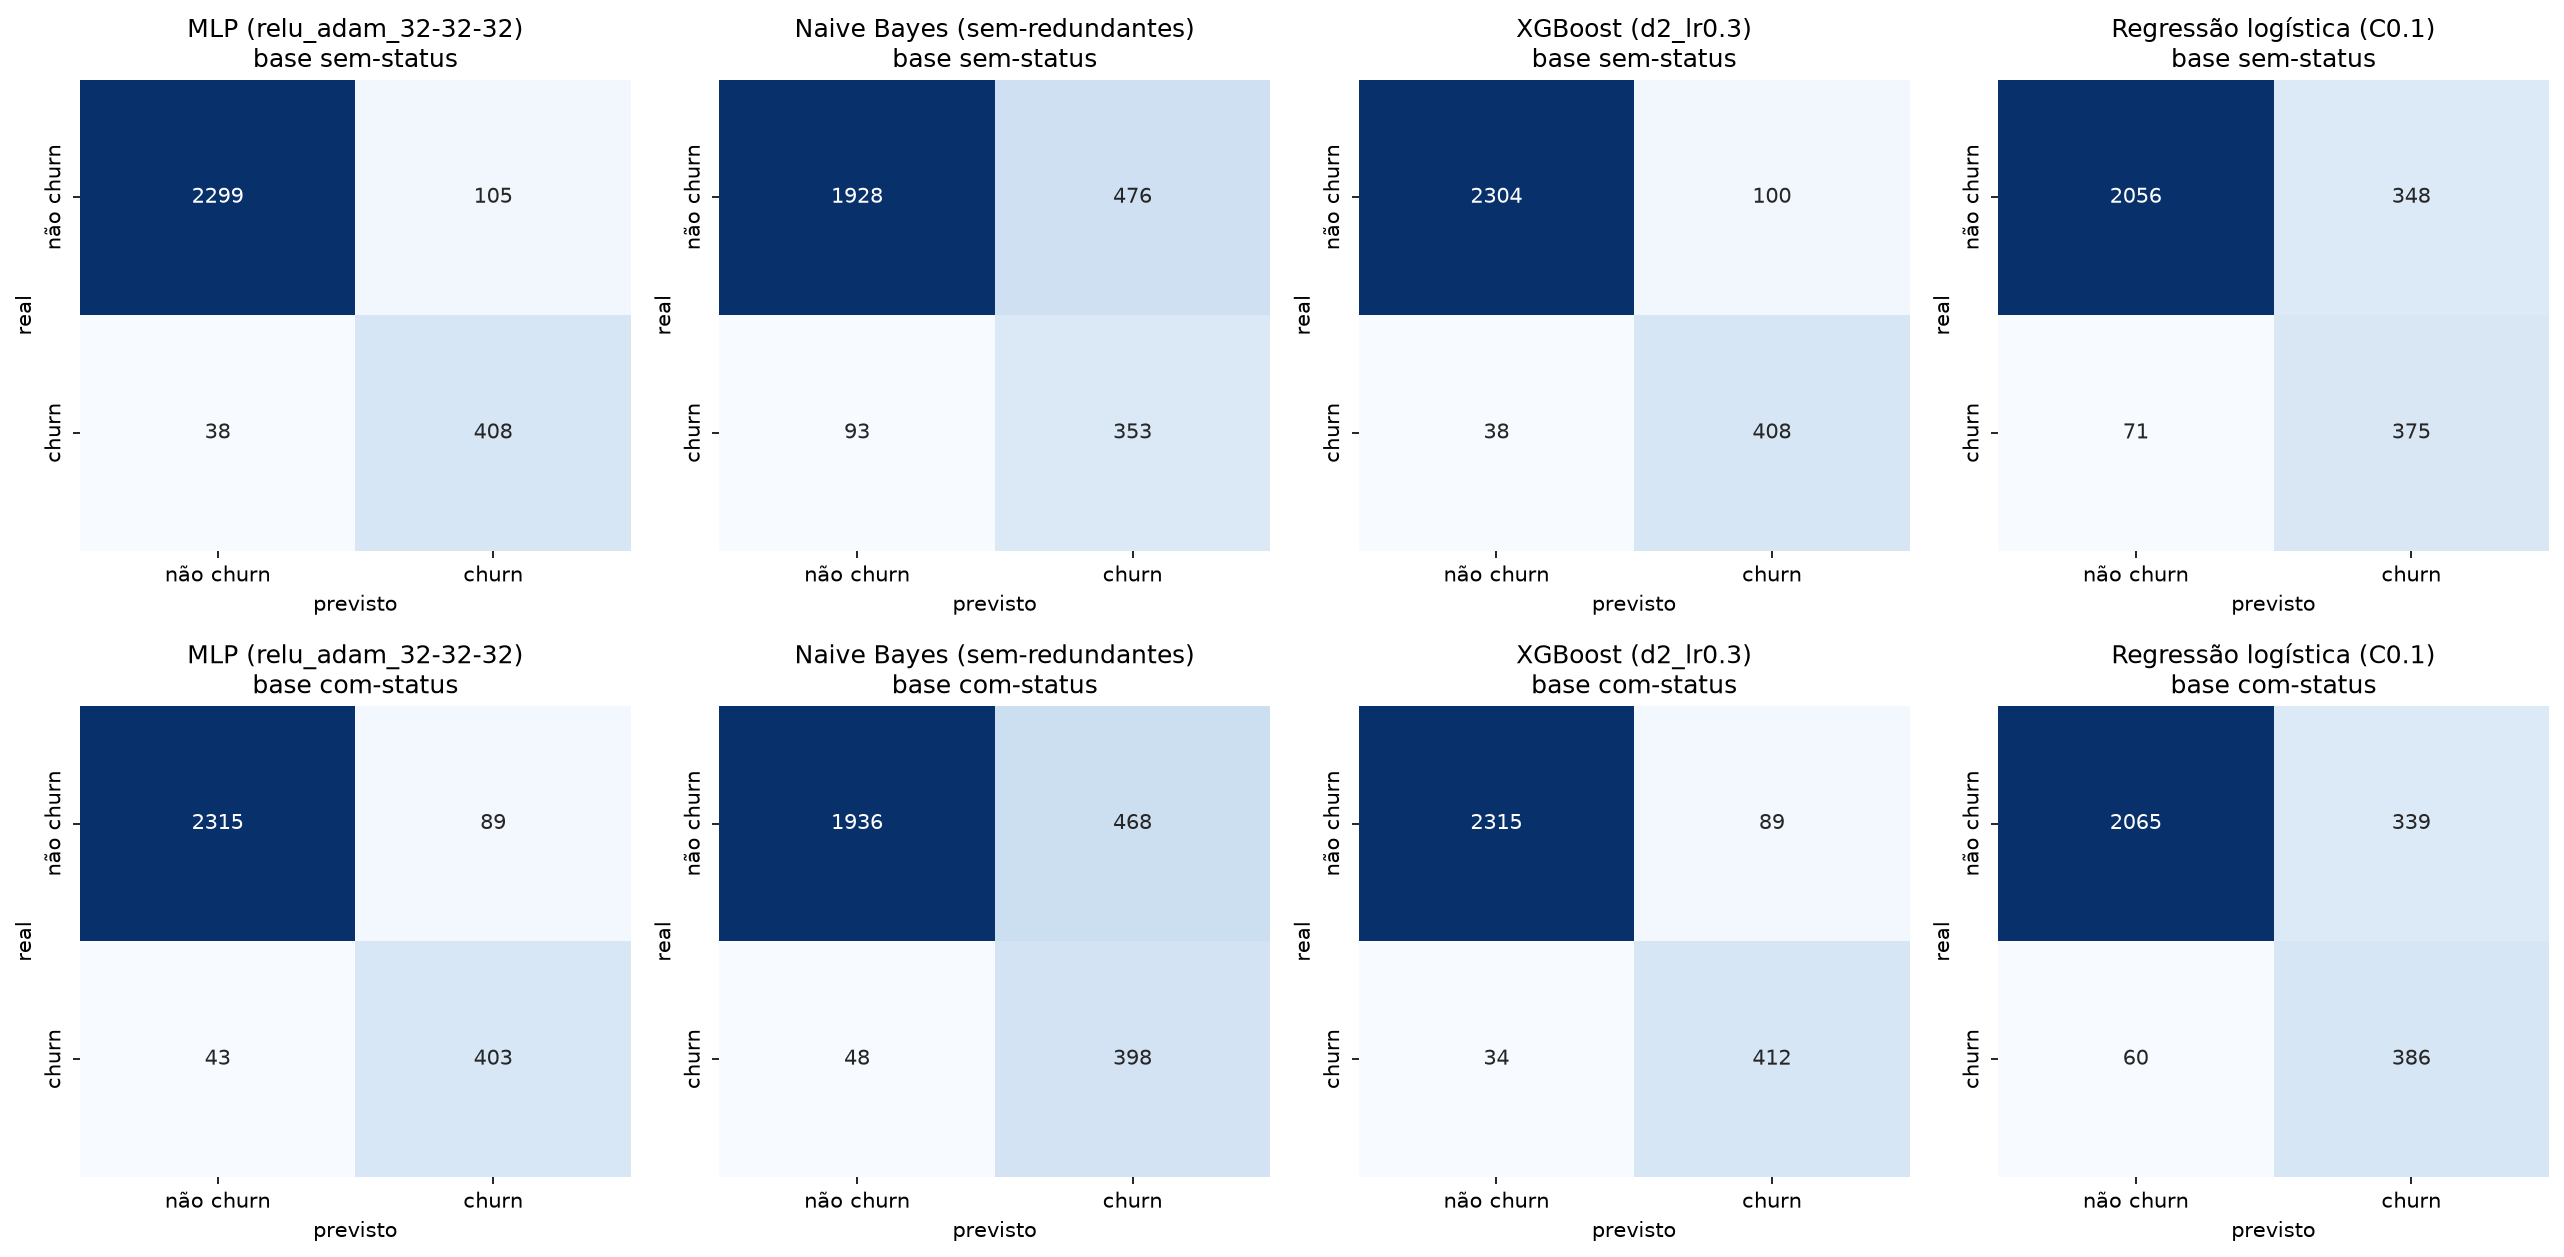 MLP (relu_adam_32-32-32)
base sem-status
real
não churn
churn
2299
105
38
408
não churn
churn
previsto
Naive Bayes (sem-redundantes)
base sem-status
real
não churn
churn
1928
476
93
353
não churn
churn
previsto
XGBoost (d2_lr0.3)
base sem-status
real
não churn
churn
2304
100
38
408
não churn
churn
previsto
Regressão logística (C0.1)
base sem-status
real
não churn
churn
2056
348
71
375
não churn
churn
previsto
MLP (relu_adam_32-32-32)
base com-status
real
não churn
churn
2315
89
43
403
não churn
churn
previsto
Naive Bayes (sem-redundantes)
base com-status
real
não churn
churn
1936
468
48
398
não churn
churn
previsto
XGBoost (d2_lr0.3)
base com-status
real
não churn
churn
2315
89
34
412
não churn
churn
previsto
Regressão logística (C0.1)
base com-status
real
não churn
churn
2065
339
60
386
não churn
churn
previsto